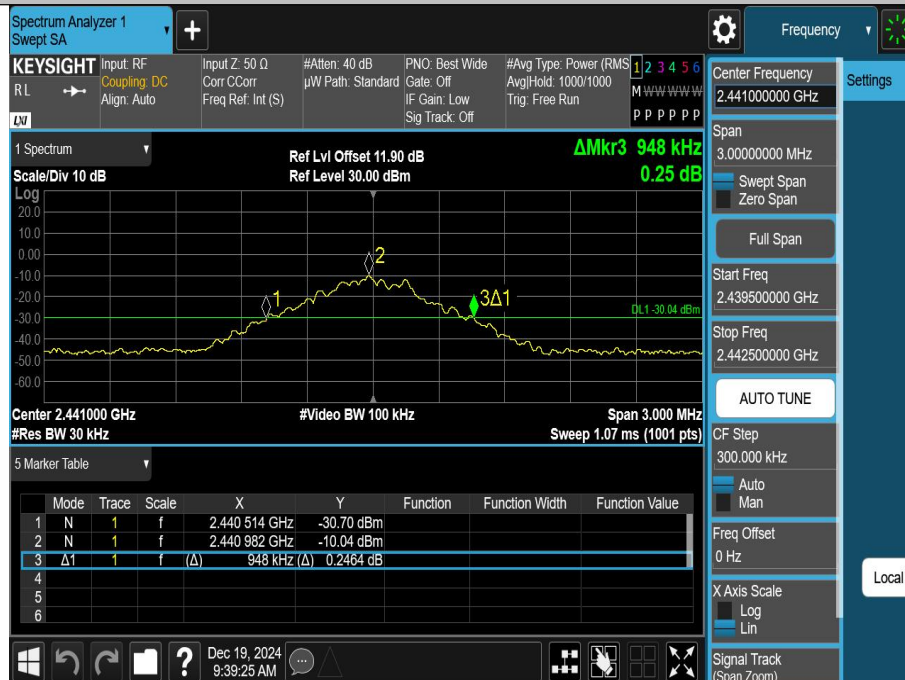 Spectrum Analyzer 1
Swept SA
+
Frequency
KEYSIGHT
RL
LXI
Input: RF
Coupling: DC
Align: Auto
Input Z: 50 Ω
Corr CCorr
Freq Ref: Int (S)
#Atten: 40 dB
µW Path: Standard
PNO: Best Wide
Gate: Off
IF Gain: Low
Sig Track: Off
#Avg Type: Power (RMS
Avg|Hold: 1000/1000
Trig: Free Run
1 2 3 4 5 6
M W W W W W
P P P P P P
Center Frequency
2.441000000 GHz
Settings
1 Spectrum
Scale/Div 10 dB
Ref Lvl Offset 11.90 dB
Ref Level 30.00 dBm
ΔMkr3 948 kHz
0.25 dB
Span
3.00000000 MHz
Swept Span
Zero Span
Full Span
Start Freq
2.439500000 GHz
Stop Freq
2.442500000 GHz
AUTO TUNE
CF Step
300.000 kHz
Auto
Man
Freq Offset
0 Hz
X Axis Scale
Log
Lin
Signal Track
(Span Zoom)
Local
Log
20.0
10.0
0.00
-10.0
-20.0
-30.0
-40.0
-50.0
-60.0
1
2
3Δ1
DL1 -30.04 dBm
Center 2.441000 GHz
#Video BW 100 kHz
Span 3.000 MHz
#Res BW 30 kHz
Sweep 1.07 ms (1001 pts)
5 Marker Table
Mode Trace Scale X Y Function Function Width Function Value
1 N 1 f 2.440 514 GHz -30.70 dBm
2 N 1 f 2.440 982 GHz -10.04 dBm
3 Δ1 1 f (Δ) 948 kHz (Δ) 0.2464 dB
4
5
6
?
Dec 19, 2024
9:39:25 AM